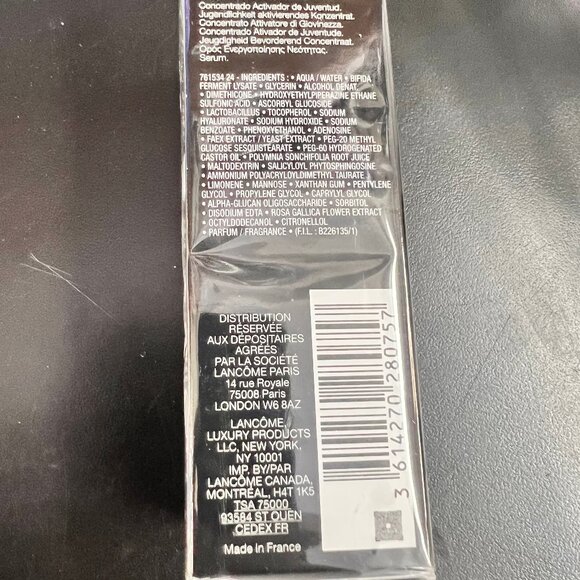 Concentrado Activador de Juventud.
Jugendlichkeit aktivierendes Konzentrat.
Concentrato Attivatore di Giovinezza.
Concentrado Ativador de Juventude.
Jeugdigheid Bevorderend Concentraat.
Ορός Ενεργοποίησης Νεότητας.
Serum.
761534 24 - INGREDIENTS : • AQUA / WATER • BIFIDA
FERMENT LYSATE • GLYCERIN • ALCOHOL DENAT.
• DIMETHICONE • HYDROXYETHYLPIPERAZINE ETHANE
SULFONIC ACID • ASCORBYL GLUCOSIDE
• LACTOBACILLUS • TOCOPHEROL • SODIUM
HYALURONATE • SODIUM HYDROXIDE • SODIUM
BENZOATE • PHENOXYETHANOL • ADENOSINE
• FAEX EXTRACT / YEAST EXTRACT • PEG-20 METHYL
GLUCOSE SESQUISTEARATE • PEG-60 HYDROGENATED
CASTOR OIL • POLYMNIA SONCHIFOLIA ROOT JUICE
• MALTODEXTRIN • SALICYLOYL PHYTOSPHINGOSINE
• AMMONIUM POLYACRYLOYLDIMETHYL TAURATE
• LIMONENE • MANNOSE • XANTHAN GUM • PENTYLENE
GLYCOL • PROPYLENE GLYCOL • CAPRYLYL GLYCOL
• ALPHA-GLUCAN OLIGOSACCHARIDE • SORBITOL
• DISODIUM EDTA • ROSA GALLICA FLOWER EXTRACT
• OCTYLDODECANOL • CITRONELLOL
• PARFUM / FRAGRANCE • (F.I.L. : B226135/1)
DISTRIBUTION
RÉSERVÉE
AUX DÉPOSITAIRES
AGRÉÉS
PAR LA SOCIÉTÉ
LANCÔME PARIS
14 rue Royale
75008 Paris
LONDON W6 8AZ
LANCÔME,
LUXURY PRODUCTS
LLC, NEW YORK,
NY 10001
IMP. BY/PAR
LANCÔME CANADA,
MONTRÉAL, H4T 1K5
TSA 75000
93584 ST OUEN
CEDEX FR
Made in France
3 614270 280757